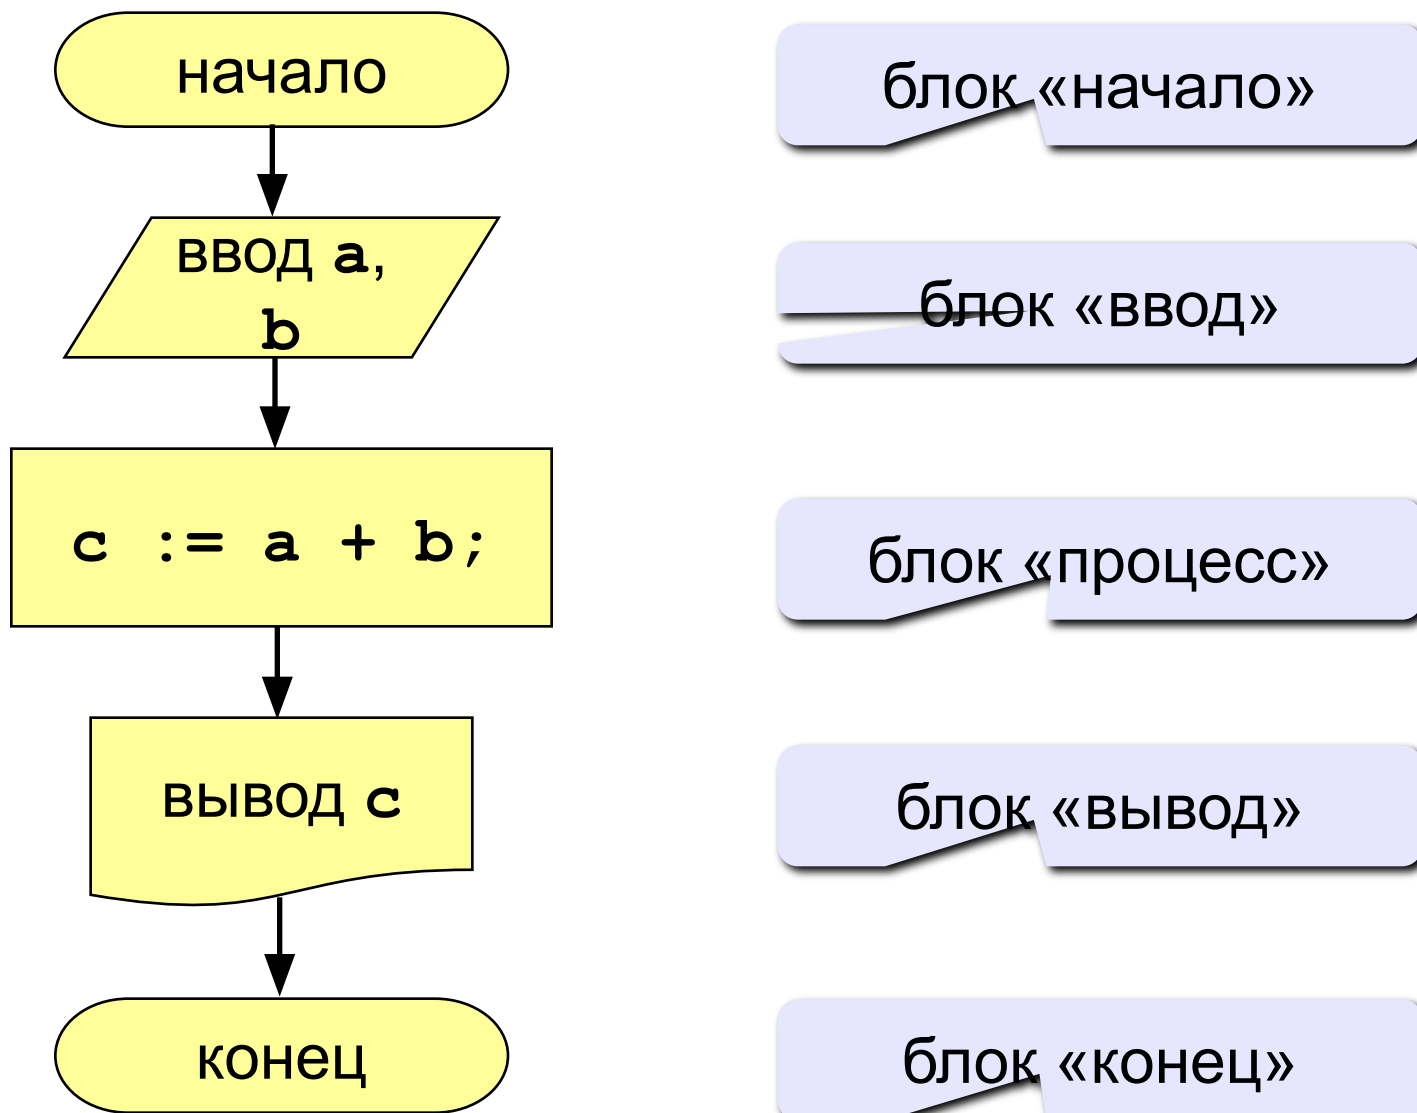 начало
блок «начало»
ввод a,
b
блок «ввод»
c := a + b;
блок «процесс»
вывод c
блок «вывод»
конец
блок «конец»